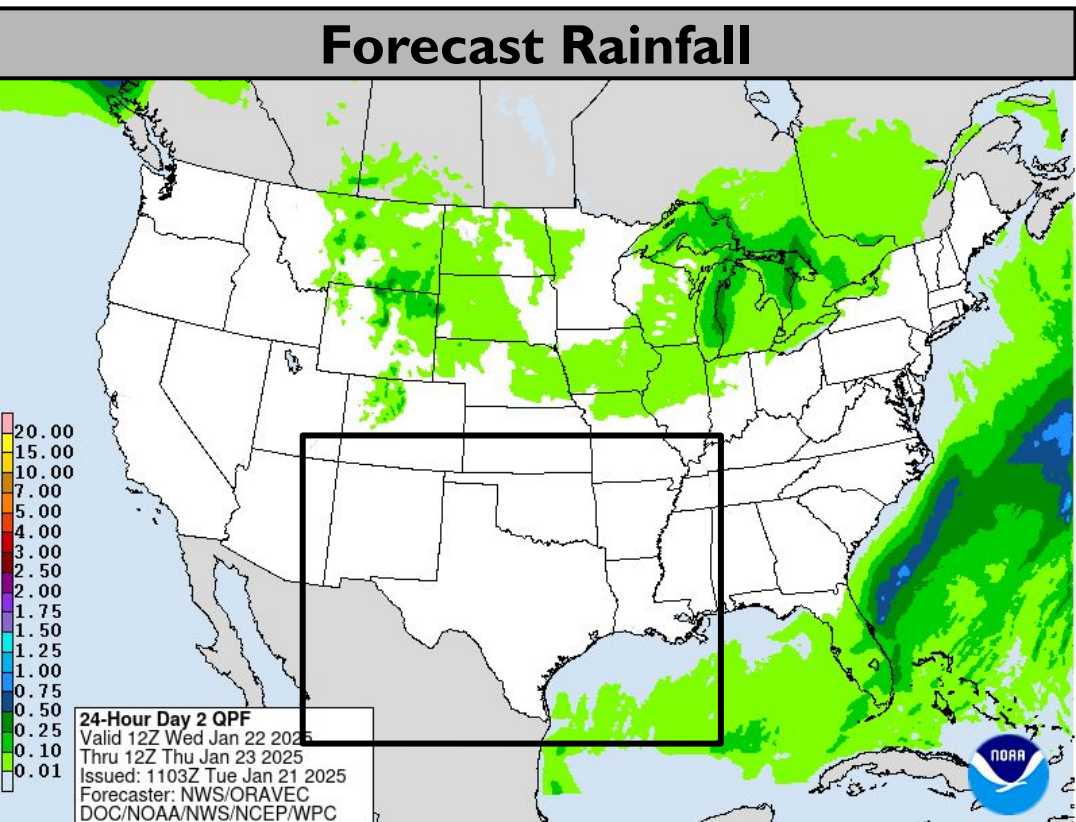 Forecast Rainfall
20.00
15.00
10.00
7.00
5.00
4.00
3.00
2.50
2.00
1.75
1.50
1.25
1.00
0.75
0.50
0.25
0.10
0.01
24-Hour Day 2 QPF
Valid 12Z Wed Jan 22 2025
Thru 12Z Thu Jan 23 2025
Issued: 1103Z Tue Jan 21 2025
Forecaster: NWS/ORAVEC
DOC/NOAA/NWS/NCEP/WPC
NOAA